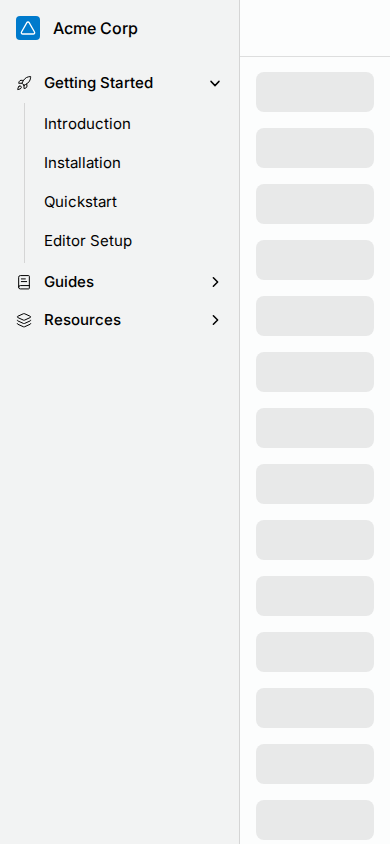 Acme Corp
Getting Started
Introduction
Installation
Quickstart
Editor Setup
Guides
Resources